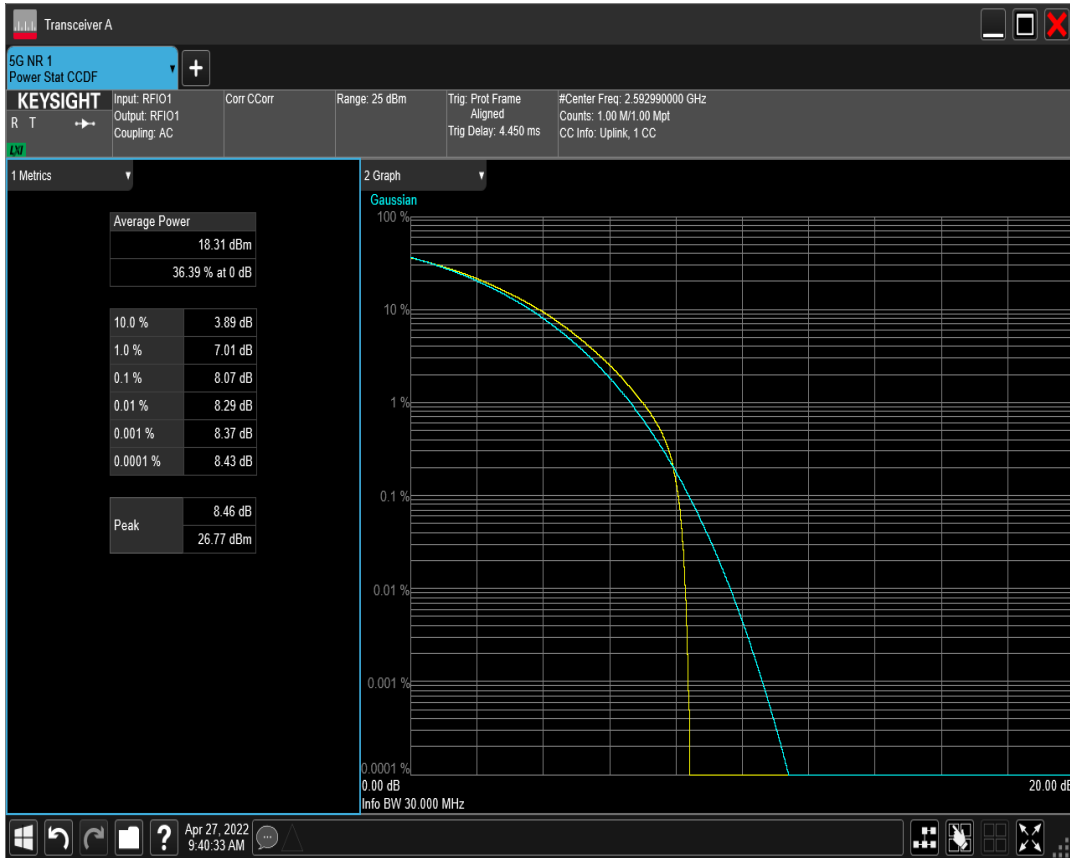 Transceiver A
5G NR 1
Power Stat CCDF
+
KEYSIGHT
R T
LXI
Input: RFIO1
Output: RFIO1
Coupling: AC
Corr CCorr
Range: 25 dBm
Trig: Prot Frame
Aligned
Trig Delay: 4.450 ms
#Center Freq: 2.592990000 GHz
Counts: 1.00 M/1.00 Mpt
CC Info: Uplink, 1 CC
1 Metrics
Average Power
18.31 dBm
36.39 % at 0 dB
10.0 % 3.89 dB
1.0 % 7.01 dB
0.1 % 8.07 dB
0.01 % 8.29 dB
0.001 % 8.37 dB
0.0001 % 8.43 dB
Peak 8.46 dB
26.77 dBm
2 Graph
Gaussian
100 %
10 %
1 %
0.1 %
0.01 %
0.001 %
0.0001 %
0.00 dB 20.00 dB
Info BW 30.000 MHz
?
Apr 27, 2022
9:40:33 AM